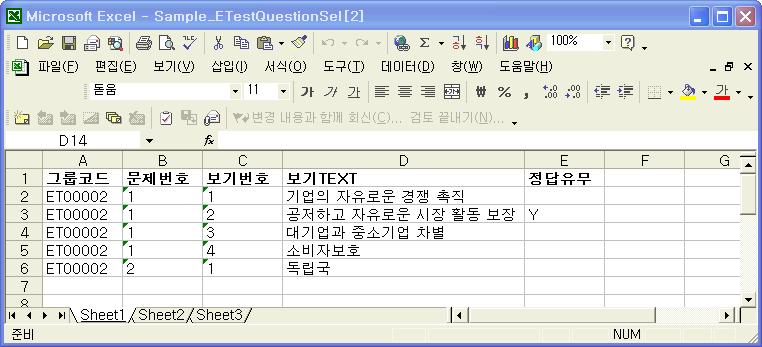 Microsoft Excel - Sample_ETestQuestionSel[2]
100%
파일(F) 편집(E) 보기(V) 삽입(I) 서식(O) 도구(T) 데이터(D) 창(W) 도움말(H)
돋움 11 가 가 가 ₩ % , 가
변경 내용과 함께 회신(C)... 검토 끝내기(N)...
D14 fx
A B C D E F G
1 그룹코드 문제번호 보기번호 보기TEXT 정답유무
2 ET00002 1 1 기업의 자유로운 경쟁 촉직
3 ET00002 1 2 공저하고 자유로운 시장 활동 보장 Y
4 ET00002 1 3 대기업과 중소기업 차별
5 ET00002 1 4 소비자보호
6 ET00002 2 1 독립국
7
8
Sheet1 Sheet2 Sheet3
준비 NUM